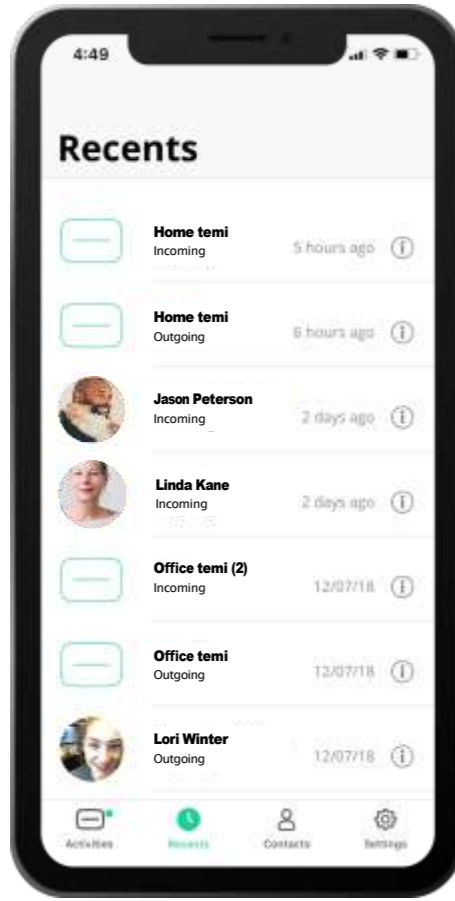 4:49
Recents
Home temi
Incoming
5 hours ago
Home temi
Outgoing
6 hours ago
Jason Peterson
Incoming
2 days ago
Linda Kane
Incoming
2 days ago
Office temi (2)
Incoming
12/07/18
Office temi
Outgoing
12/07/18
Lori Winter
Outgoing
12/07/18
Activities
Recents
Contacts
Settings